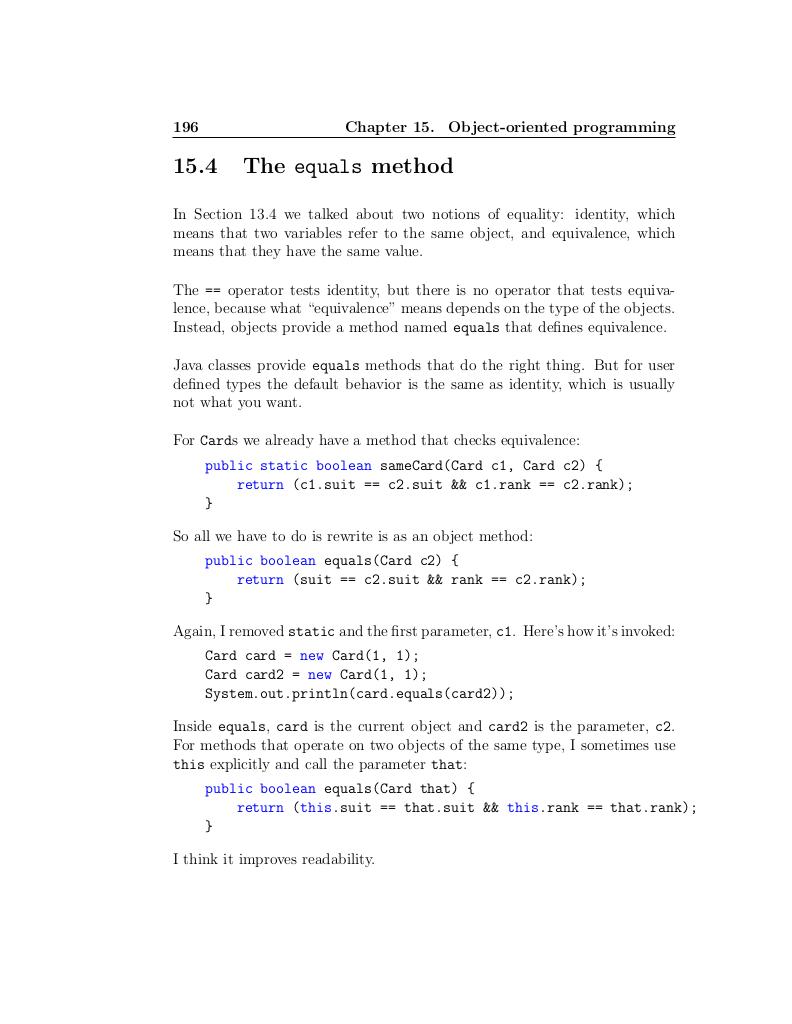 196 Chapter 15. Object-oriented programming
15.4 The equals method
In Section 13.4 we talked about two notions of equality: identity, which
means that two variables refer to the same object, and equivalence, which
means that they have the same value.
The == operator tests identity, but there is no operator that tests equiva-
lence, because what “equivalence” means depends on the type of the objects.
Instead, objects provide a method named equals that defines equivalence.
Java classes provide equals methods that do the right thing. But for user
defined types the default behavior is the same as identity, which is usually
not what you want.
For Cards we already have a method that checks equivalence:
public static boolean sameCard(Card c1, Card c2) {
return (c1.suit == c2.suit && c1.rank == c2.rank);
}
So all we have to do is rewrite is as an object method:
public boolean equals(Card c2) {
return (suit == c2.suit && rank == c2.rank);
}
Again, I removed static and the first parameter, c1. Here’s how it’s invoked:
Card card = new Card(1, 1);
Card card2 = new Card(1, 1);
System.out.println(card.equals(card2));
Inside equals, card is the current object and card2 is the parameter, c2.
For methods that operate on two objects of the same type, I sometimes use
this explicitly and call the parameter that:
public boolean equals(Card that) {
return (this.suit == that.suit && this.rank == that.rank);
}
I think it improves readability.